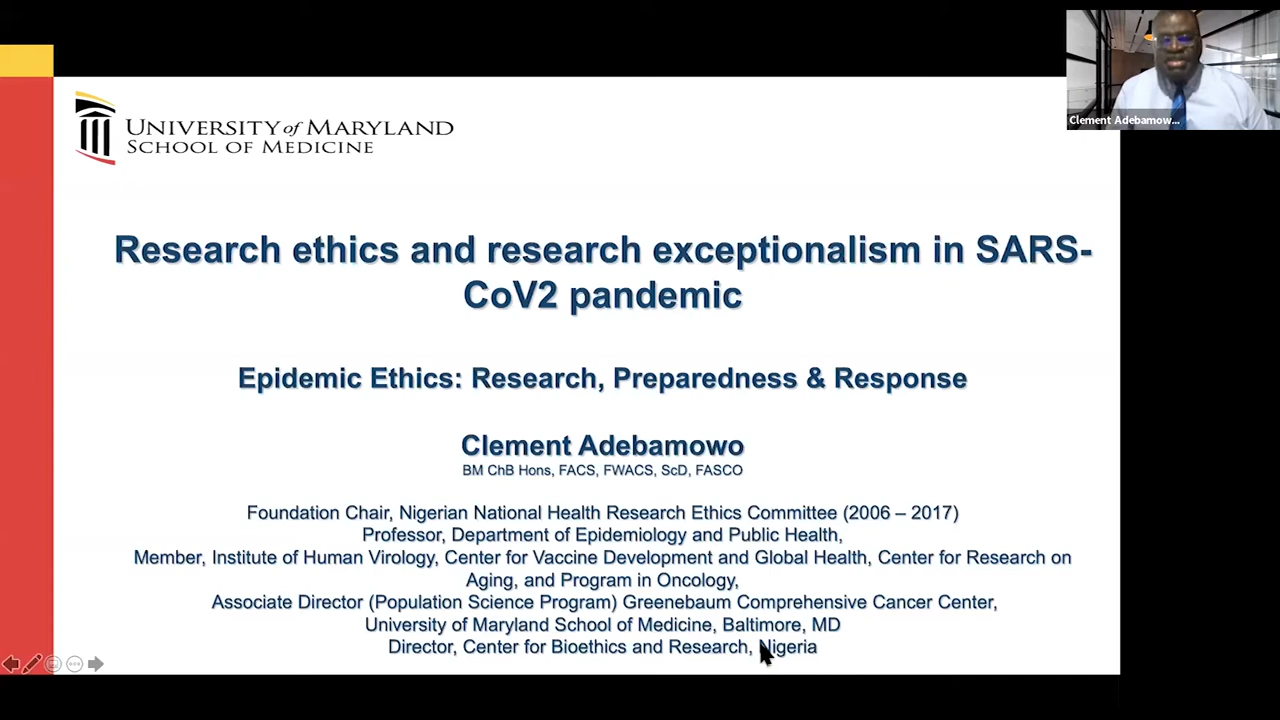 Clement Adebamow...
UNIVERSITY of MARYLAND
SCHOOL OF MEDICINE
Research ethics and research exceptionalism in SARS-
CoV2 pandemic
Epidemic Ethics: Research, Preparedness & Response
Clement Adebamowo
BM ChB Hons, FACS, FWACS, ScD, FASCO
Foundation Chair, Nigerian National Health Research Ethics Committee (2006 – 2017)
Professor, Department of Epidemiology and Public Health,
Member, Institute of Human Virology, Center for Vaccine Development and Global Health, Center for Research on
Aging, and Program in Oncology,
Associate Director (Population Science Program) Greenebaum Comprehensive Cancer Center,
University of Maryland School of Medicine, Baltimore, MD
Director, Center for Bioethics and Research, Nigeria